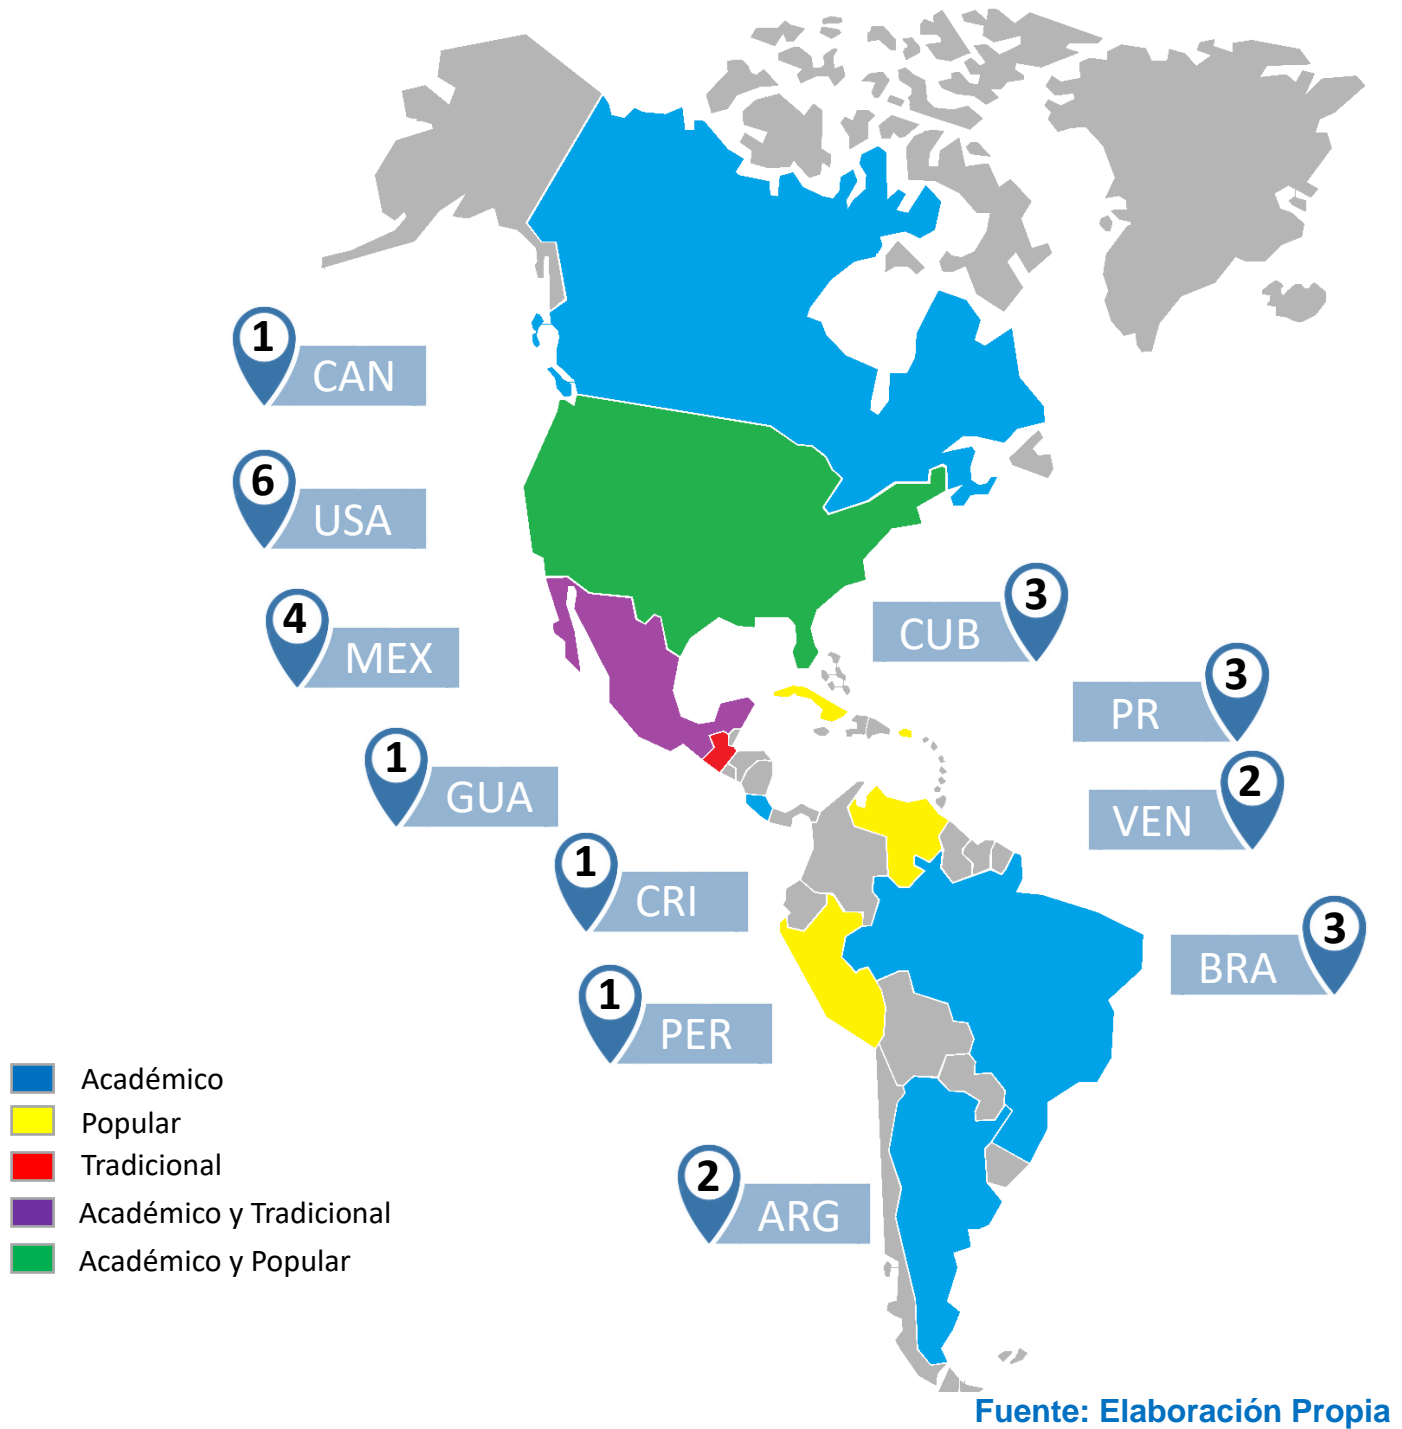 1
CAN
6
USA
4
MEX
3
CUB
3
PR
1
GUA
2
VEN
1
CRI
3
BRA
1
PER
2
ARG
Académico
Popular
Tradicional
Académico y Tradicional
Académico y Popular
Fuente: Elaboración Propia